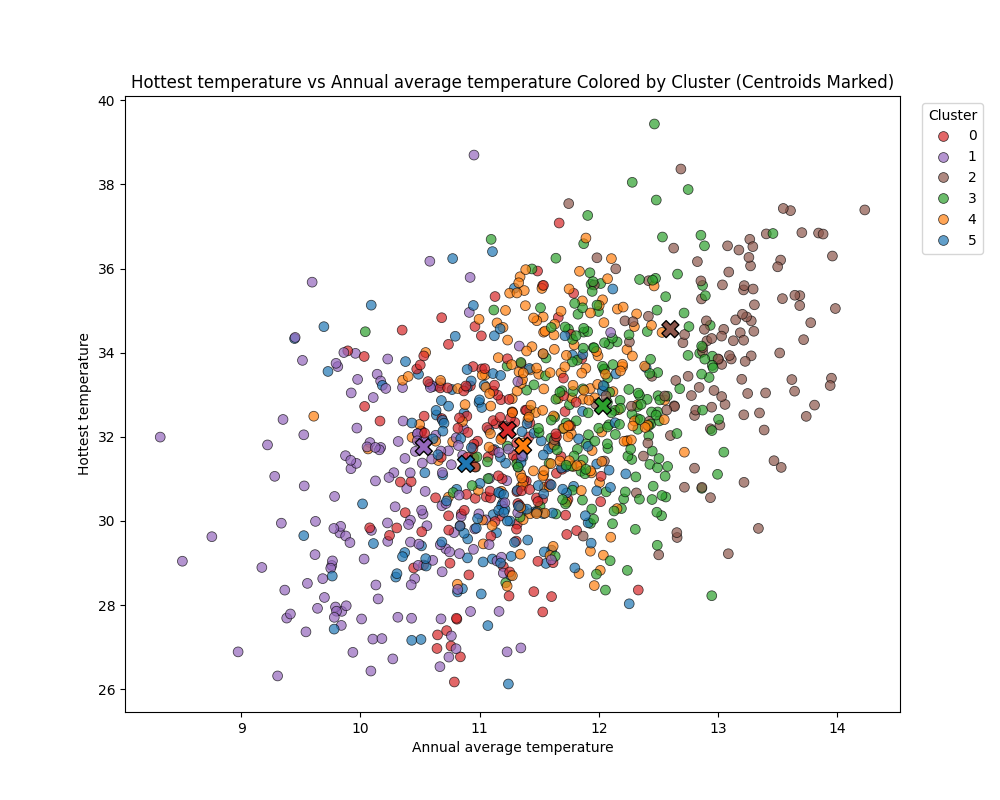 Hottest temperature vs Annual average temperature Colored by Cluster (Centroids Marked)
Hottest temperature
40
38
36
34
32
30
28
26
9 10 11 12 13 14
Annual average temperature
Cluster
0
1
2
3
4
5